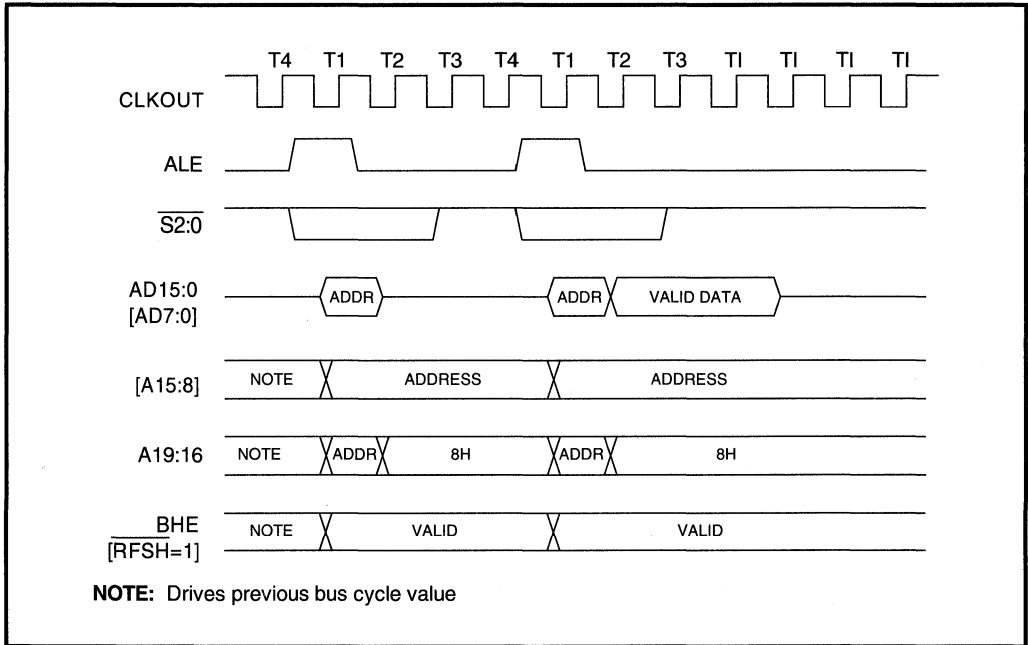 T4 T1 T2 T3 T4 T1 T2 T3 TI TI TI TI
CLKOUT
ALE
S2:0
AD15:0
[AD7:0]
ADDR ADDR VALID DATA
[A15:8] NOTE ADDRESS ADDRESS
A19:16 NOTE ADDR 8H ADDR 8H
BHE
[RFSH=1]
NOTE VALID VALID
NOTE: Drives previous bus cycle value